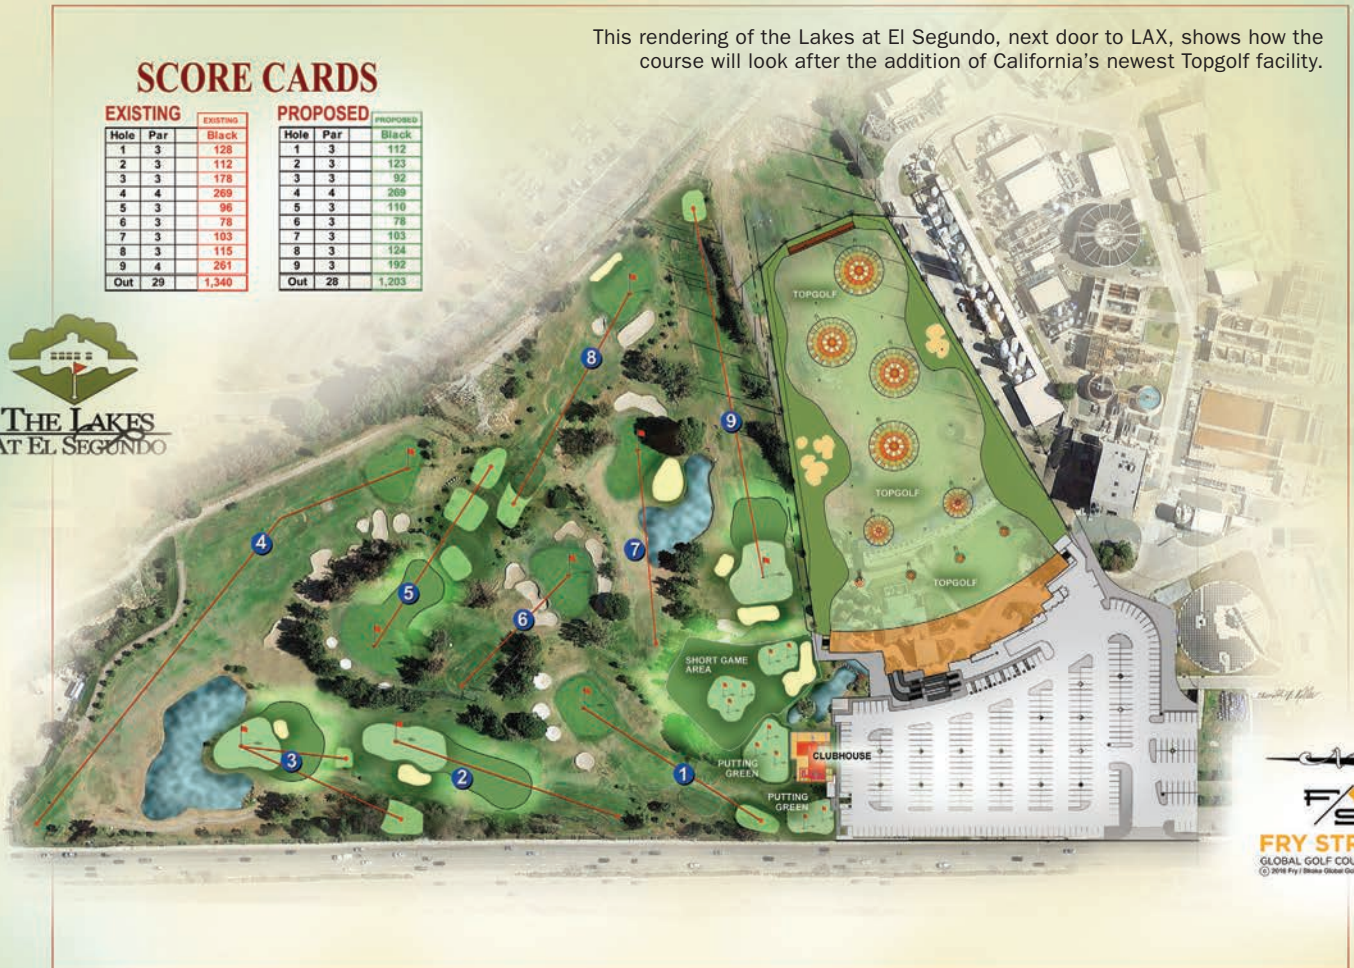 This rendering of the Lakes at El Segundo, next door to LAX, shows how the
course will look after the addition of California's newest Topgolf facility.
SCORE CARDS
EXISTING
EXISTING
Hole Par Black
1 3 128
2 3 112
3 3 178
4 4 269
5 3 96
6 3 78
7 3 103
8 3 115
9 4 261
Out 29 1,340
PROPOSED
PROPOSED
Hole Par Black
1 3 112
2 3 123
3 3 92
4 4 269
5 3 110
6 3 78
7 3 103
8 3 124
9 3 192
Out 28 1,203
THE LAKES
AT EL SEGUNDO
TOPGOLF
8
9
4
TOPGOLF
7
5
TOPGOLF
6
SHORT GAME
AREA
3
2
1
CLUBHOUSE
PUTTING
GREEN
PUTTING
GREEN
F/S
FRY STR
GLOBAL GOLF COU
© 2016 Fry / Straka Global Go